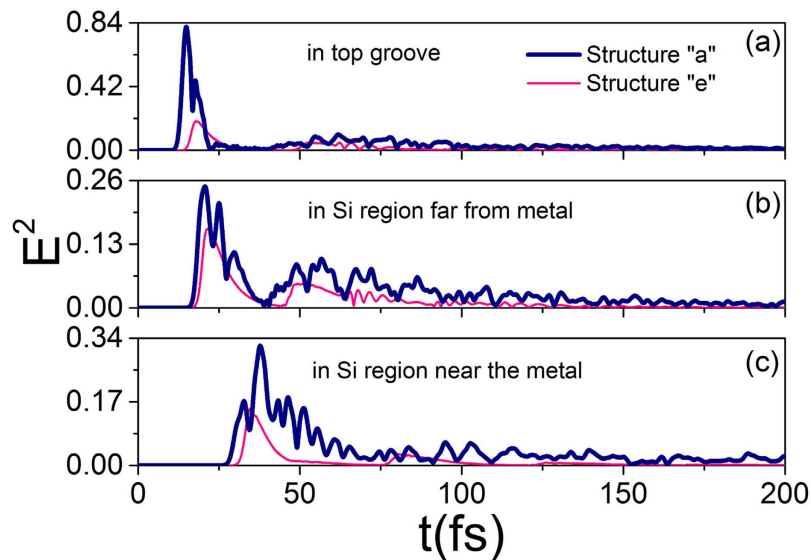 0.84
(a)
in top groove
Structure "a"
Structure "e"
0.42
0.00
0.26
(b)
in Si region far from metal
0.13
0.00
E²
0.34
(c)
in Si region near the metal
0.17
0.00
0 50 100 150 200
t(fs)